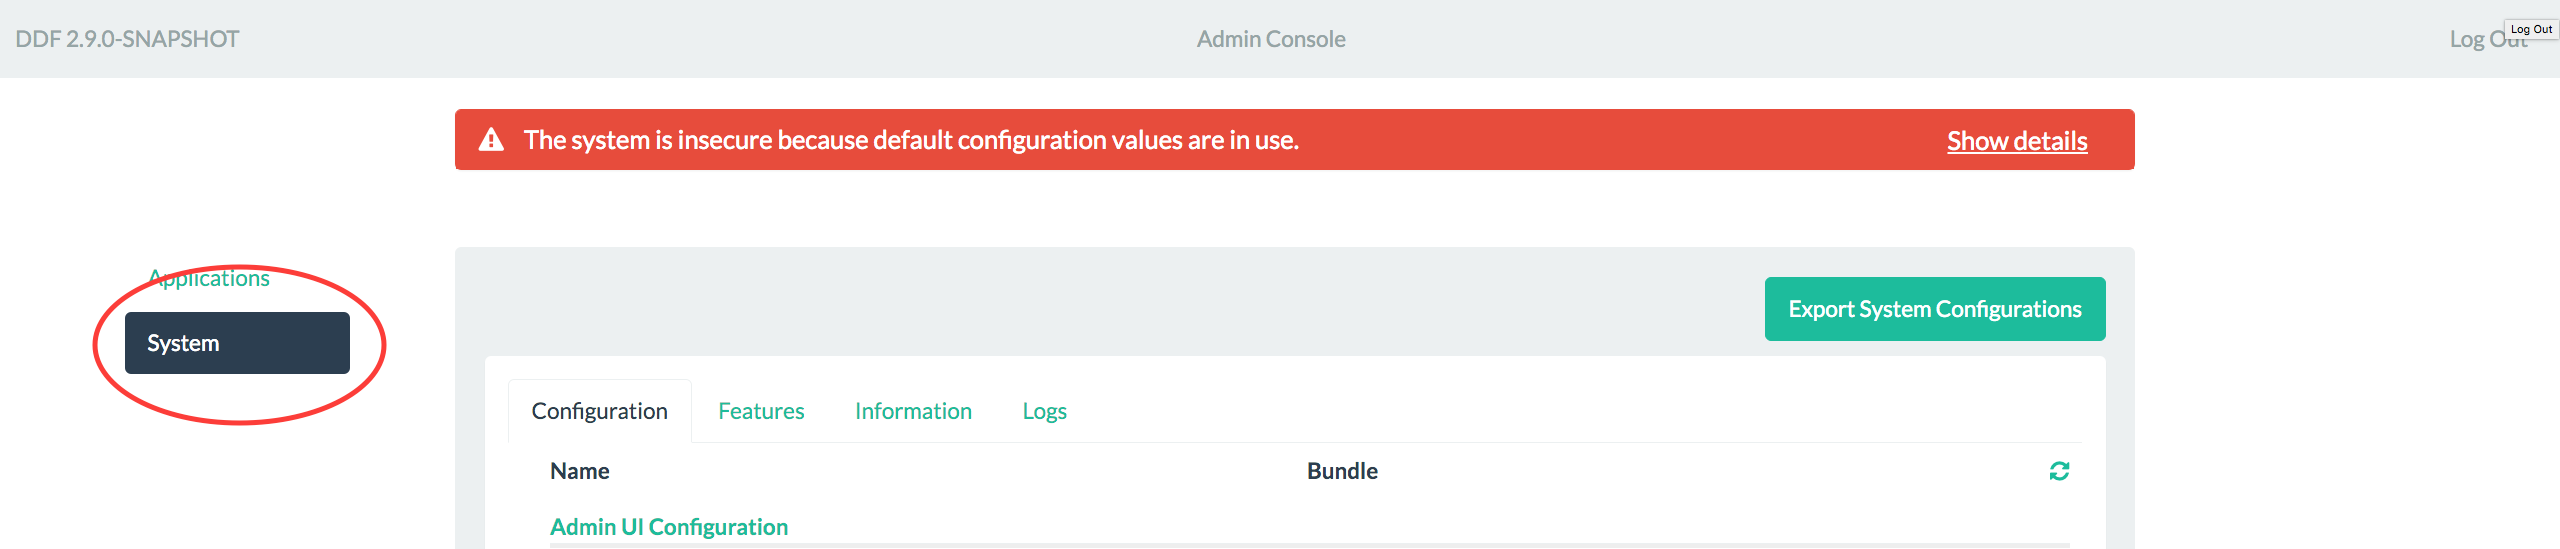 DDF 2.9.0-SNAPSHOT Admin Console Log Out
Log Out
The system is insecure because default configuration values are in use. Show details
Applications
System
Export System Configurations
Configuration Features Information Logs
Name Bundle
Admin UI Configuration